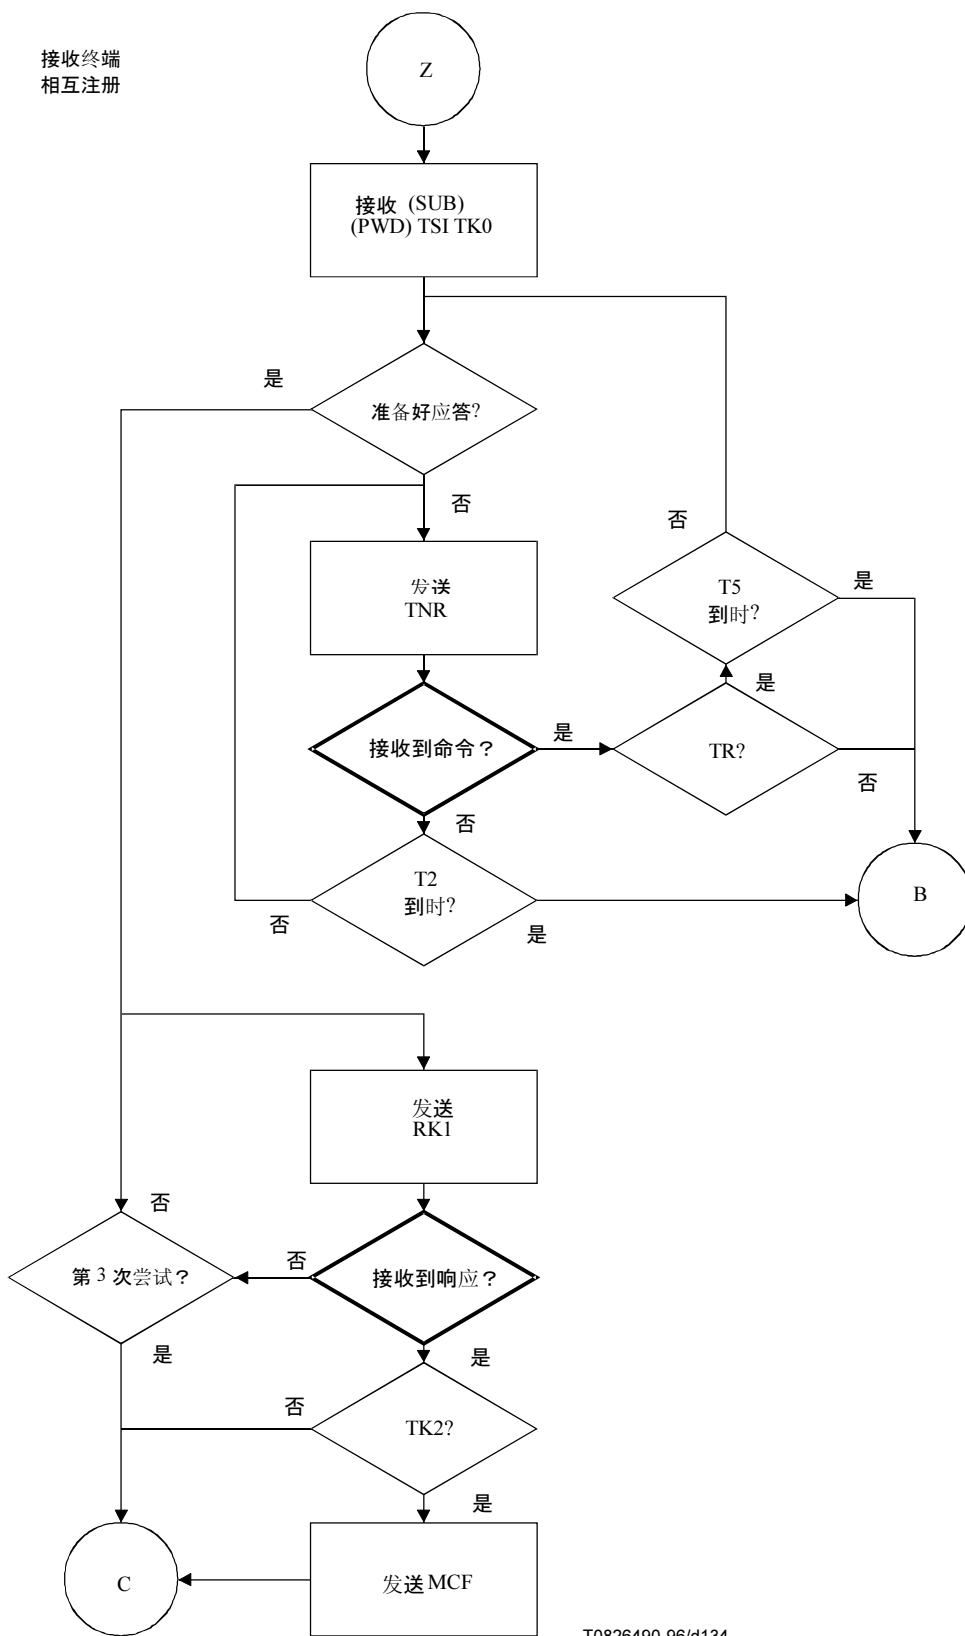 接收终端
相互注册
Z
接收 (SUB)
(PWD) TSI TK0
是
准备好应答?
否
否
发送
TNR
T5
到时?
是
是
接收到命令？
是
TR?
否
否
T2
到时?
否
是
B
发送
RK1
否
第 3 次尝试？
否
接收到响应？
是
是
否
TK2?
是
C
发送 MCF
T0826490-96/d134